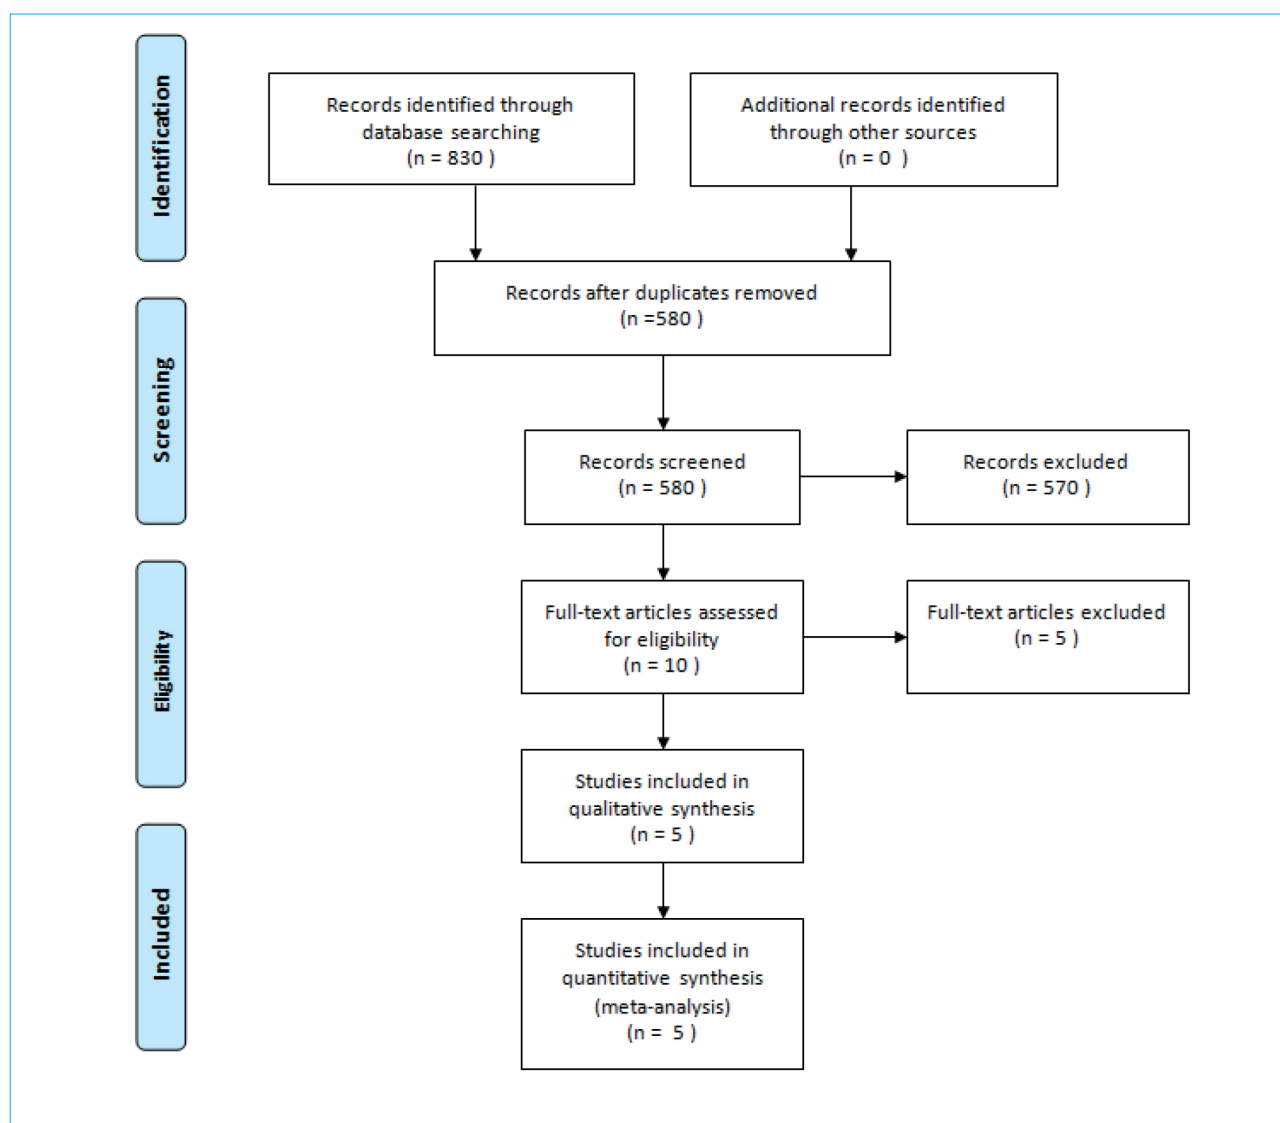 Identification
Records identified through
database searching
(n = 830 )
Additional records identified
through other sources
(n = 0  )
Records after duplicates removed
(n =580 )
Screening
Records screened
(n = 580 )
Records excluded
(n = 570 )
Eligibility
Full-text articles assessed
for eligibility
(n = 10 )
Full-text articles excluded
(n = 5 )
Studies included in
qualitative synthesis
(n = 5 )
Included
Studies included in
quantitative synthesis
(meta-analysis)
(n =  5 )